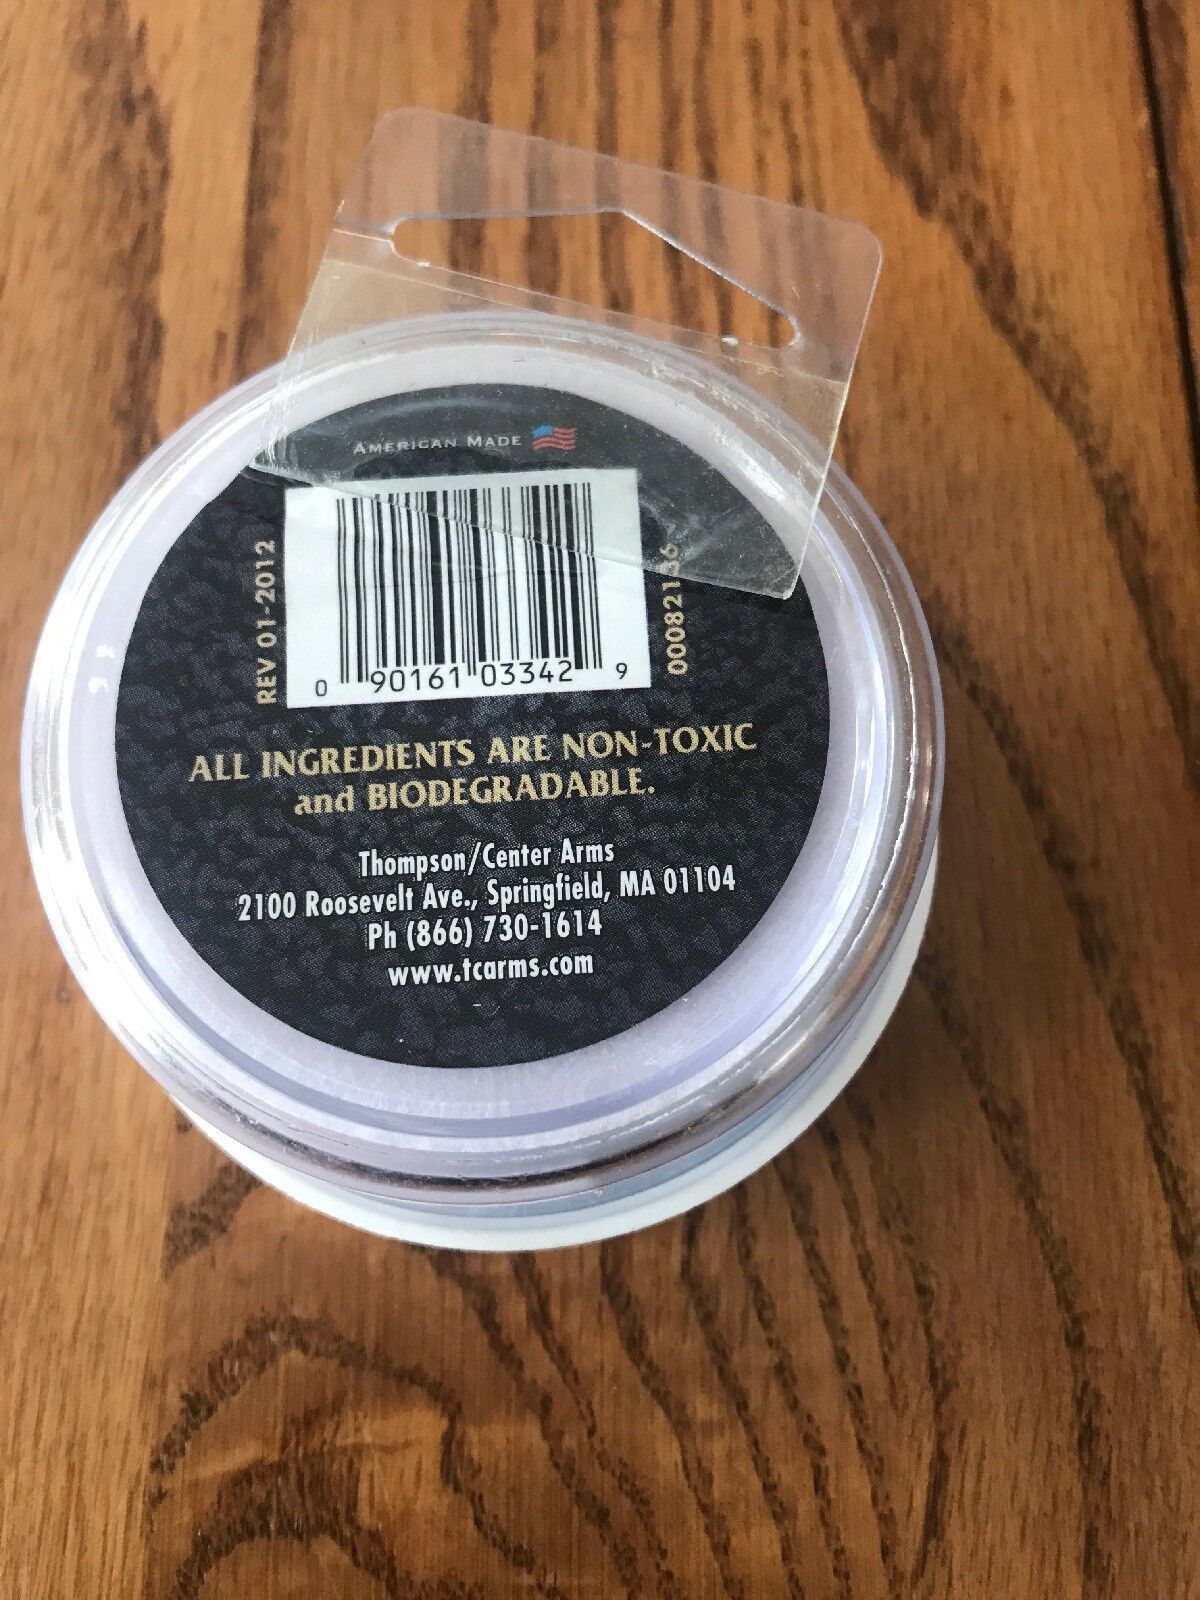 AMERICAN MADE
REV 01-2012
0 90161 03342 9
ALL INGREDIENTS ARE NON-TOXIC
and BIODEGRADABLE.
Thompson/Center Arms
2100 Roosevelt Ave., Springfield, MA 01104
Ph (866) 730-1614
www.tcarms.com